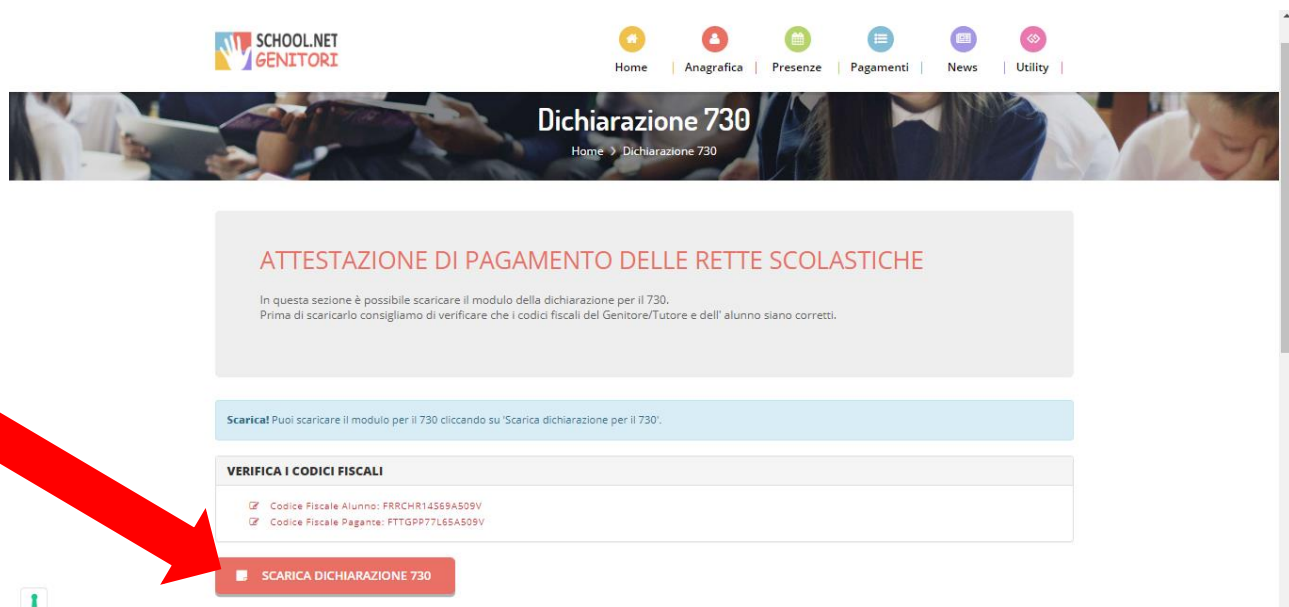 SCHOOL.NET
GENITORI
Home | Anagrafica | Presenze | Pagamenti | News | Utility |
Dichiarazione 730
Home > Dichiarazione 730
ATTESTAZIONE DI PAGAMENTO DELLE RETTE SCOLASTICHE
In questa sezione è possibile scaricare il modulo della dichiarazione per il 730.
Prima di scaricarlo consigliamo di verificare che i codici fiscali del Genitore/Tutore e dell' alunno siano corretti.
Scarica! Puoi scaricare il modulo per il 730 cliccando su 'Scarica dichiarazione per il 730'.
VERIFICA I CODICI FISCALI
Codice Fiscale Alunno: FRRCHR14S69A509V
Codice Fiscale Pagante: FTTGPP77L65A509V
SCARICA DICHIARAZIONE 730